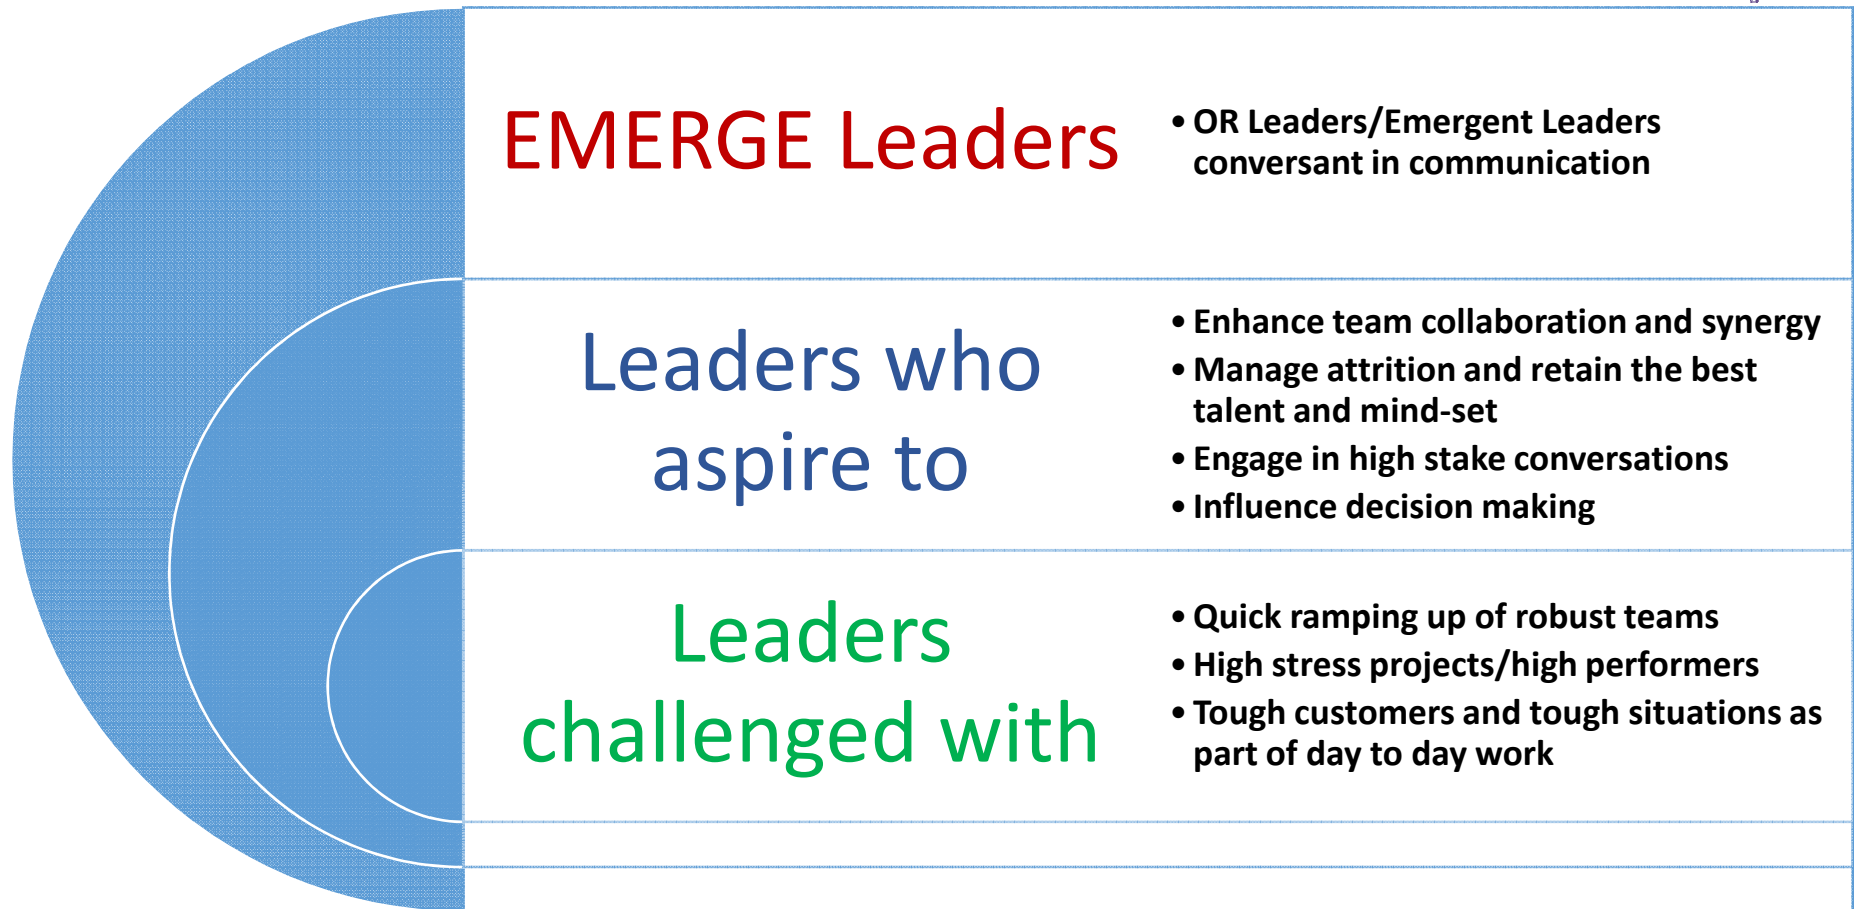 EMERGE Leaders
• OR Leaders/Emergent Leaders
conversant in communication
Leaders who
aspire to
• Enhance team collaboration and synergy
• Manage attrition and retain the best
talent and mind-set
• Engage in high stake conversations
• Influence decision making
Leaders
challenged with
• Quick ramping up of robust teams
• High stress projects/high performers
• Tough customers and tough situations as
part of day to day work